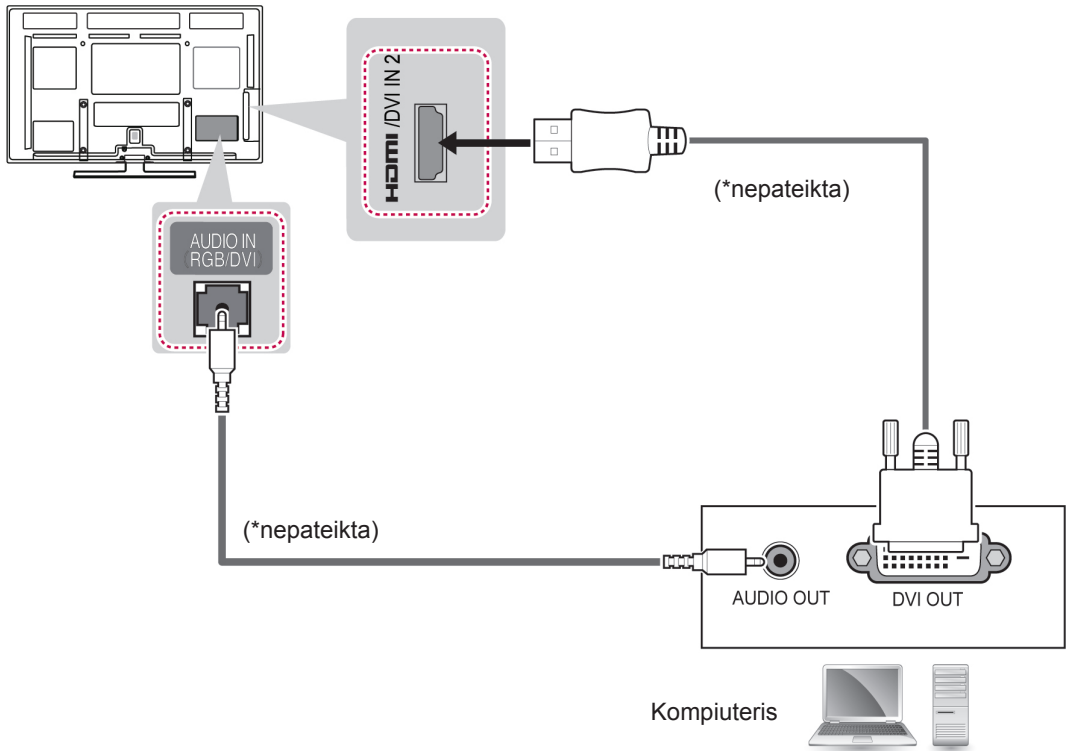 HDMI /DVI IN 2
(*nepateikta)
AUDIO IN
(RGB/DVI)
(*nepateikta)
AUDIO OUT
DVI OUT
Kompiuteris